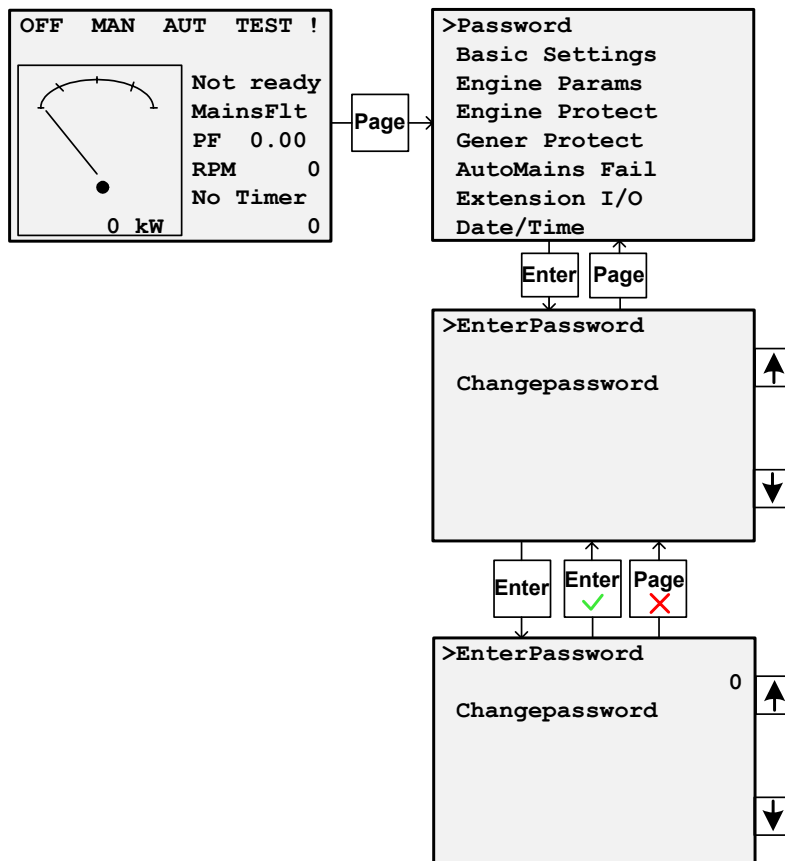 OFF MAN AUT TEST !
Not ready
MainsFlt
PF 0.00
RPM 0
No Timer
0 kW 0
Page
>Password
Basic Settings
Engine Params
Engine Protect
Gener Protect
AutoMains Fail
Extension I/O
Date/Time
Enter Page
>EnterPassword
Changepassword
Enter Enter Page
>EnterPassword
0
Changepassword